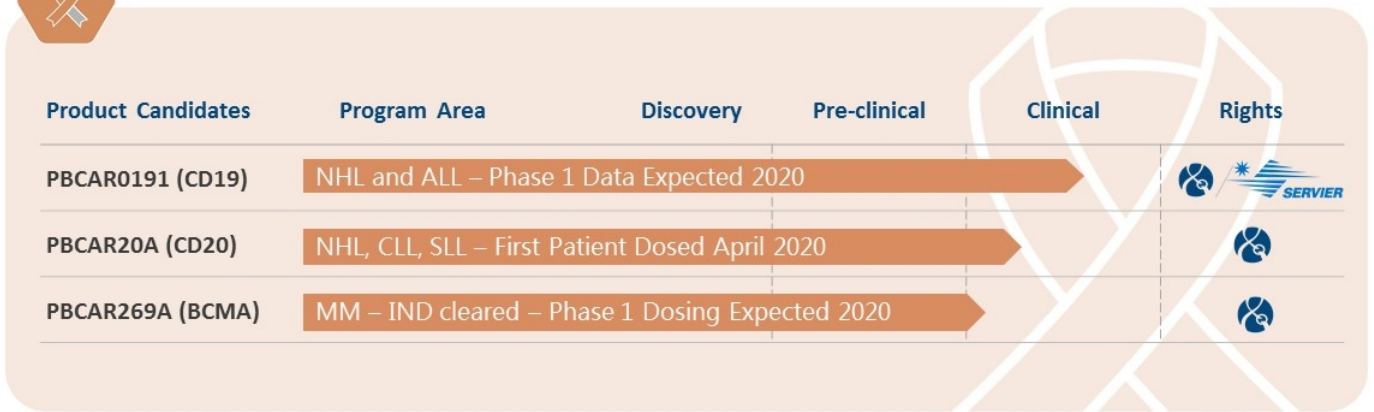 Product Candidates Program Area Discovery Pre-clinical Clinical Rights
PBCAR0191 (CD19) NHL and ALL – Phase 1 Data Expected 2020 SERVIER
PBCAR20A (CD20) NHL, CLL, SLL – First Patient Dosed April 2020
PBCAR269A (BCMA) MM – IND cleared – Phase 1 Dosing Expected 2020